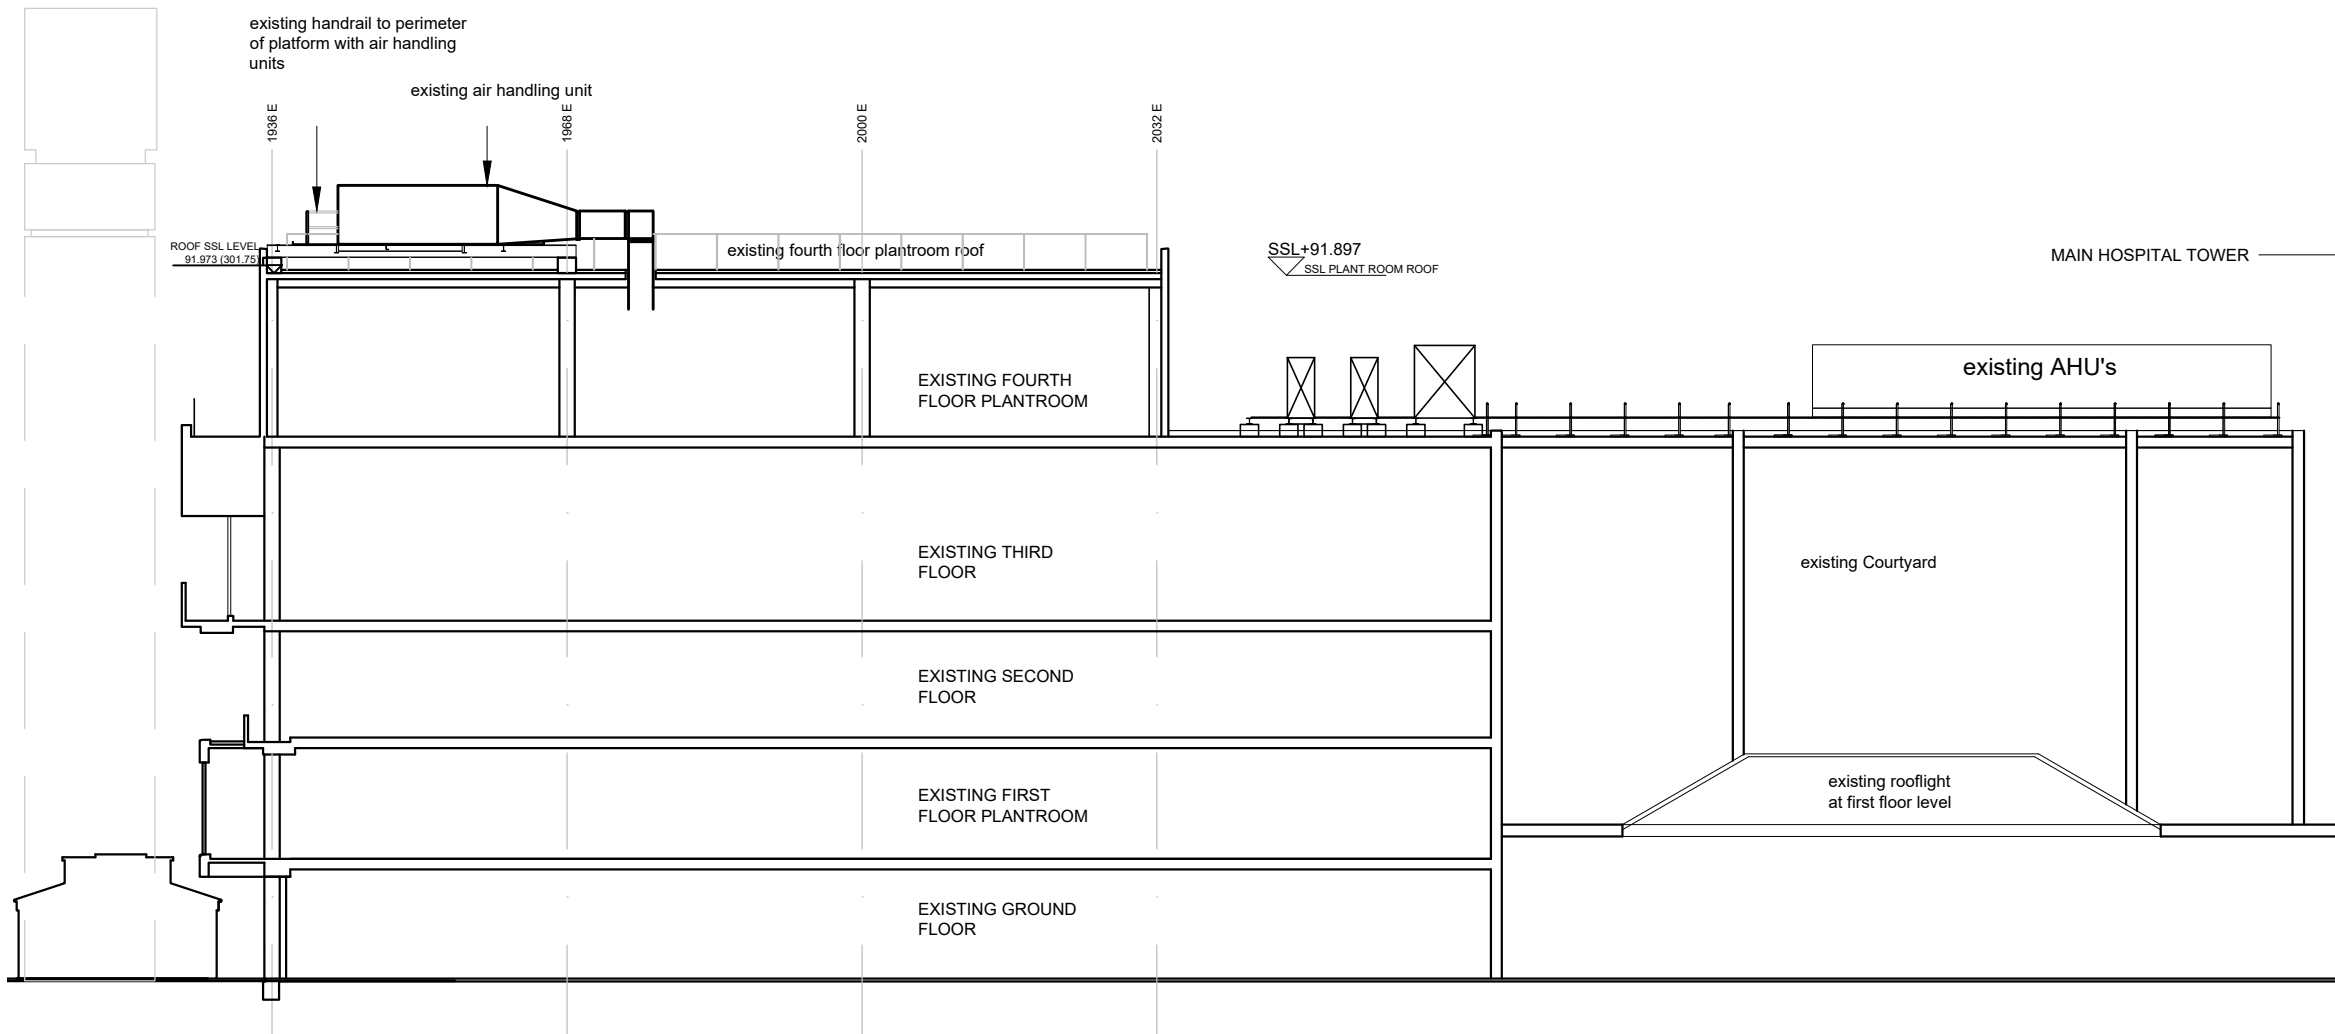 existing handrail to perimeter
of platform with air handling
units
existing air handling unit
1936 E
1968 E
2000 E
2032 E
ROOF SSL LEVEL
91.973 (301.75)
existing fourth floor plantroom roof
SSL+91.897
SSL PLANT ROOM ROOF
MAIN HOSPITAL TOWER
existing AHU's
EXISTING FOURTH
FLOOR PLANTROOM
EXISTING THIRD
FLOOR
existing Courtyard
EXISTING SECOND
FLOOR
existing rooflight
at first floor level
EXISTING FIRST
FLOOR PLANTROOM
EXISTING GROUND
FLOOR